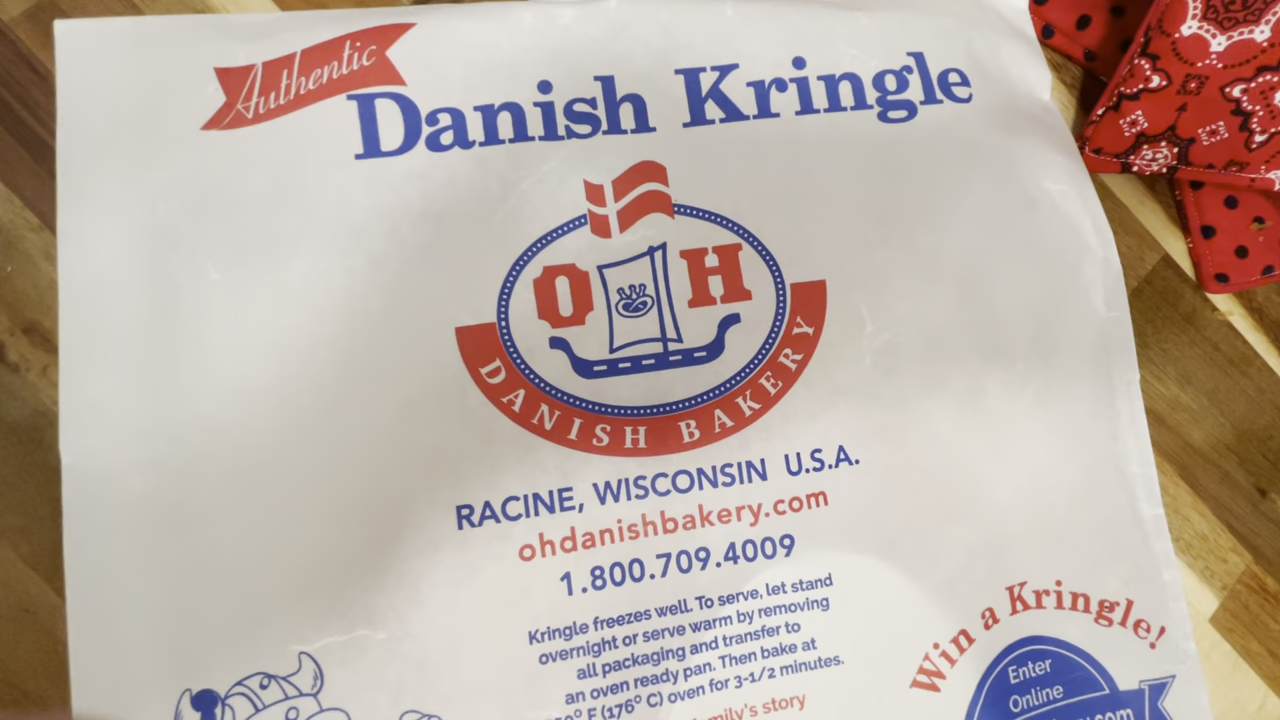 Authentic
Danish Kringle
O H
DANISH BAKERY
RACINE, WISCONSIN U.S.A.
ohdanishbakery.com
1.800.709.4009
Kringle freezes well. To serve, let stand
overnight or serve warm by removing
all packaging and transfer to
an oven ready pan. Then bake at
F (176° C) oven for 3-1/2 minutes.
story
Win a Kringle!
Enter
Online